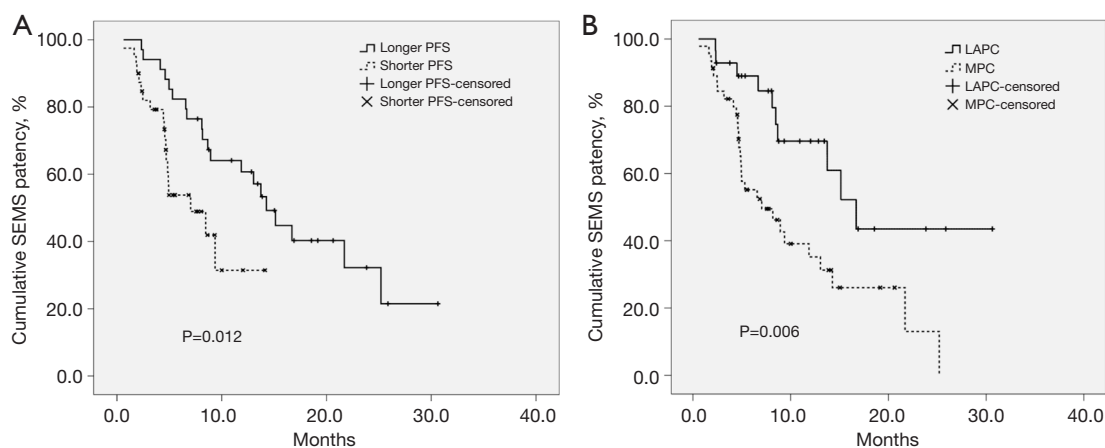 A
Cumulative SEMS patency, %
100.0
80.0
60.0
40.0
20.0
0.0
Longer PFS
Shorter PFS
Longer PFS-censored
Shorter PFS-censored
P=0.012
0.0 10.0 20.0 30.0 40.0
Months
B
Cumulative SEMS patency, %
100.0
80.0
60.0
40.0
20.0
0.0
LAPC
MPC
LAPC-censored
MPC-censored
P=0.006
0.0 10.0 20.0 30.0 40.0
Months